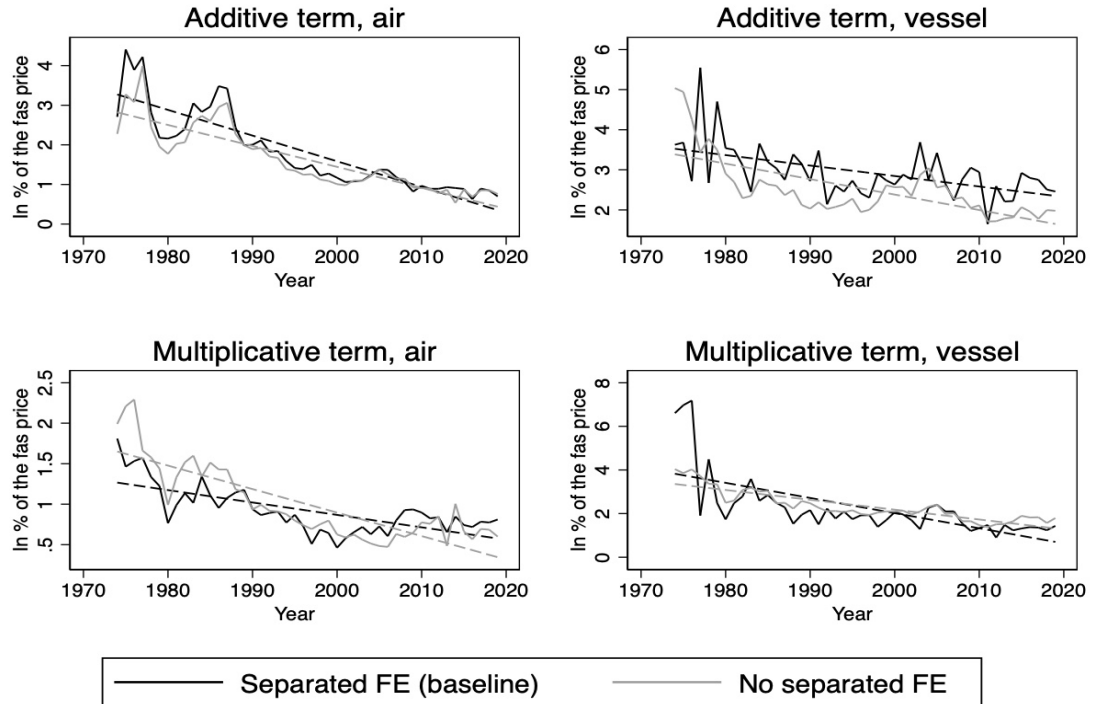 Additive term, air
In % of the fas price
4
3
2
1
0
1970 1980 1990 2000 2010 2020
Year
Additive term, vessel
In % of the fas price
6
5
4
3
2
1970 1980 1990 2000 2010 2020
Year
Multiplicative term, air
In % of the fas price
2.5
2
1.5
1
.5
1970 1980 1990 2000 2010 2020
Year
Multiplicative term, vessel
In % of the fas price
8
6
4
2
0
1970 1980 1990 2000 2010 2020
Year
Separated FE (baseline) No separated FE